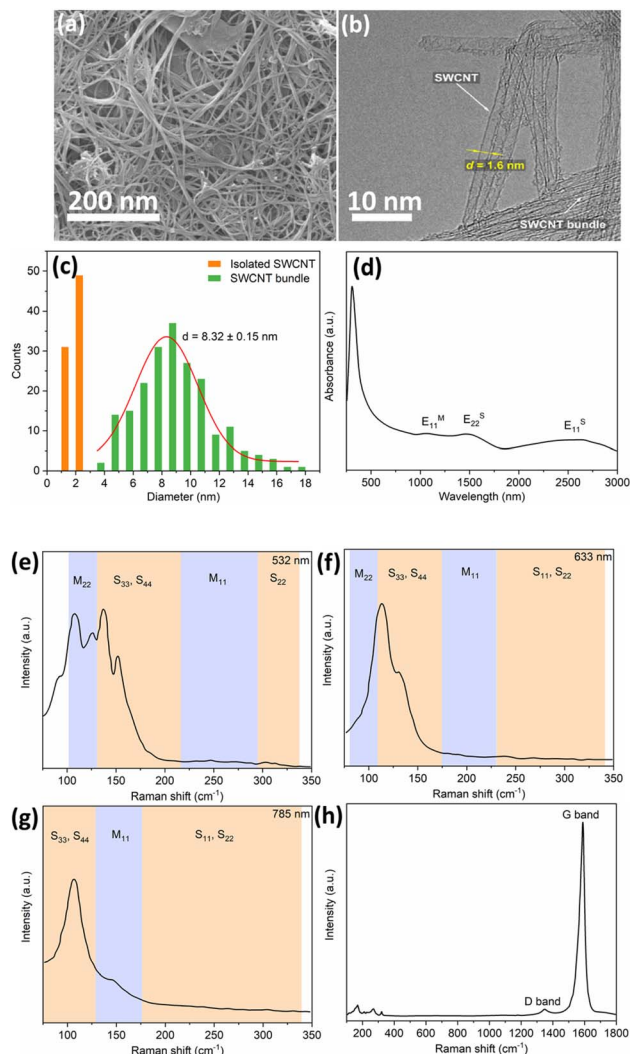 (a)
200 nm
(b)
SWCNT
d = 1.6 nm
10 nm
SWCNT bundle
(c)
Isolated SWCNT
SWCNT bundle
d = 8.32 ± 0.15 nm
Counts
50
40
30
20
10
0
0 2 4 6 8 10 12 14 16 18
Diameter (nm)
(d)
Absorbance (a.u.)
E₁₁ᴹ
E₂₂ˢ
E₁₁ˢ
500 1000 1500 2000 2500 3000
Wavelength (nm)
(e)
532 nm
M₂₂
S₃₃, S₄₄
M₁₁
S₂₂
Intensity (a.u.)
100 150 200 250 300 350
Raman shift (cm⁻¹)
(f)
633 nm
M₂₂
S₃₃, S₄₄
M₁₁
S₁₁, S₂₂
Intensity (a.u.)
100 150 200 250 300 350
Raman shift (cm⁻¹)
(g)
785 nm
S₃₃, S₄₄
M₁₁
S₁₁, S₂₂
Intensity (a.u.)
100 150 200 250 300 350
Raman shift (cm⁻¹)
(h)
G band
D band
Intensity (a.u.)
200 400 600 800 1000 1200 1400 1600 1800
Raman shift (cm⁻¹)